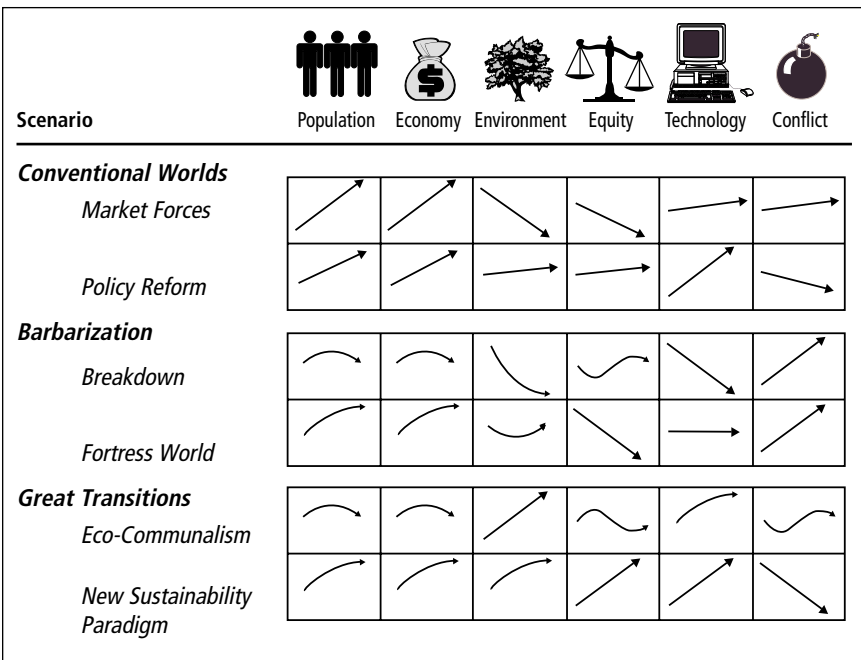 Scenario Population Economy Environment Equity Technology Conflict
Conventional Worlds
Market Forces
Policy Reform
Barbarization
Breakdown
Fortress World
Great Transitions
Eco-Communalism
New Sustainability
Paradigm
$